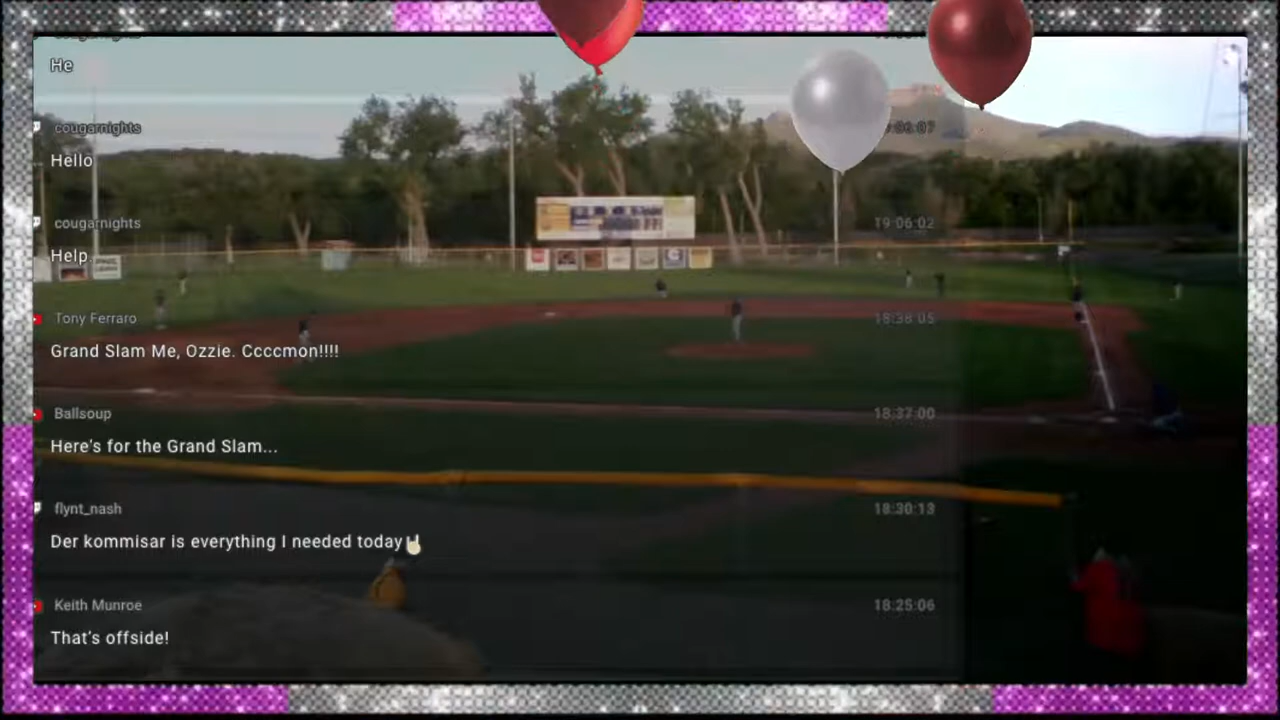 cougarnights
He
cougarnights
Hello
cougarnights 19:06:02
Help.
Tony Ferraro 18:38:05
Grand Slam Me, Ozzie. Ccccmon!!!!
Ballsoup 18:37:00
Here's for the Grand Slam...
flynt_nash 18:30:13
Der kommisar is everything I needed today
Keith Munroe 18:25:06
That's offside!